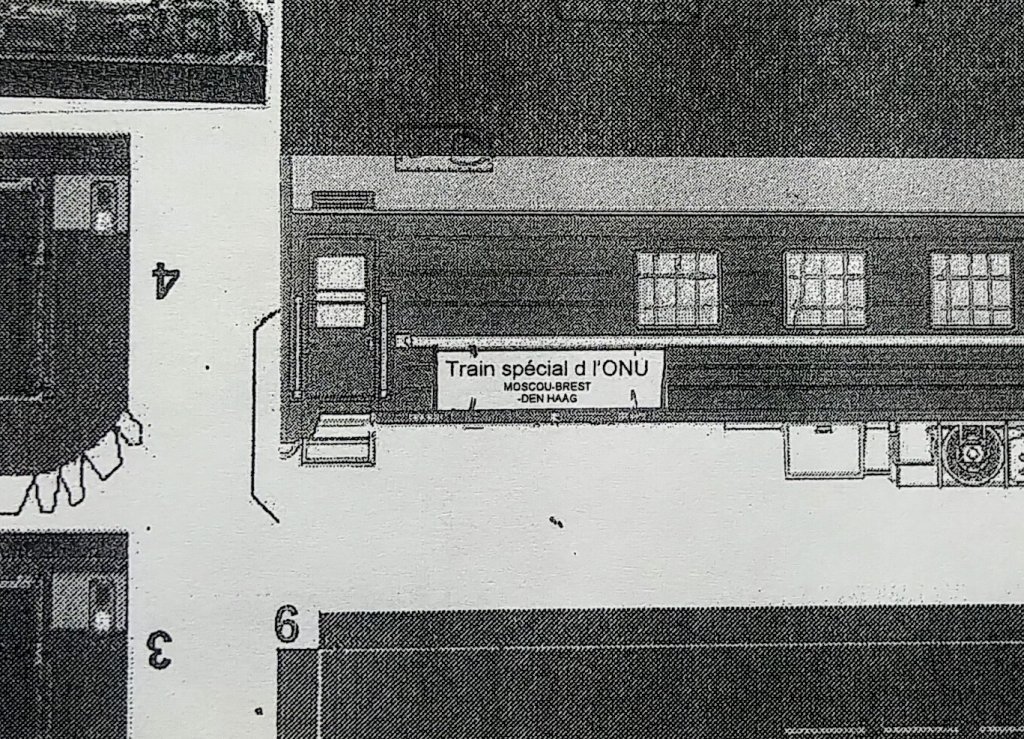 4
Train spécial d l'ONU
MOSCOU-BREST
-DEN HAAG
3
6